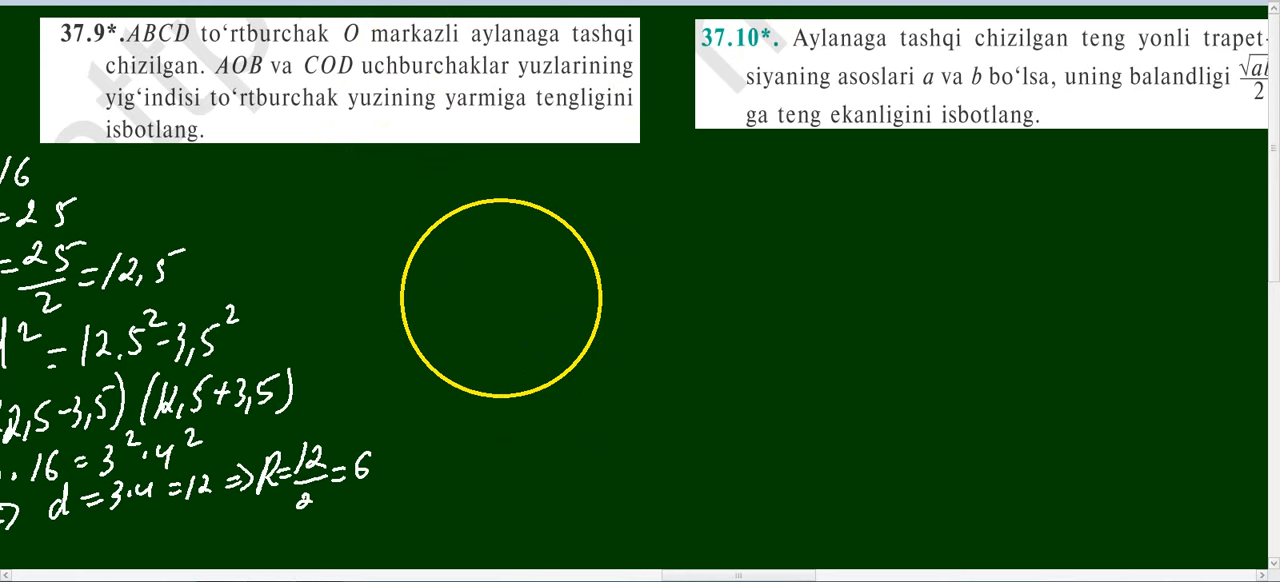 37.9*. ABCD to‘rtburchak O markazli aylanaga tashqi
chizilgan. AOB va COD uchburchaklar yuzlarining
yig‘indisi to‘rtburchak yuzining yarmiga tengligini
isbotlang.
37.10*. Aylanaga tashqi chizilgan teng yonli trapet-
siyaning asoslari a va b bo‘lsa, uning balandligi √a/2
ga teng ekanligini isbotlang.
16
=25
=25/2=12,5
2=12,5²-3,5²
2,5-3,5)(12,5+3,5)
.16=3²·4²
⇒ d=3·4=12⇒R=12/2=6